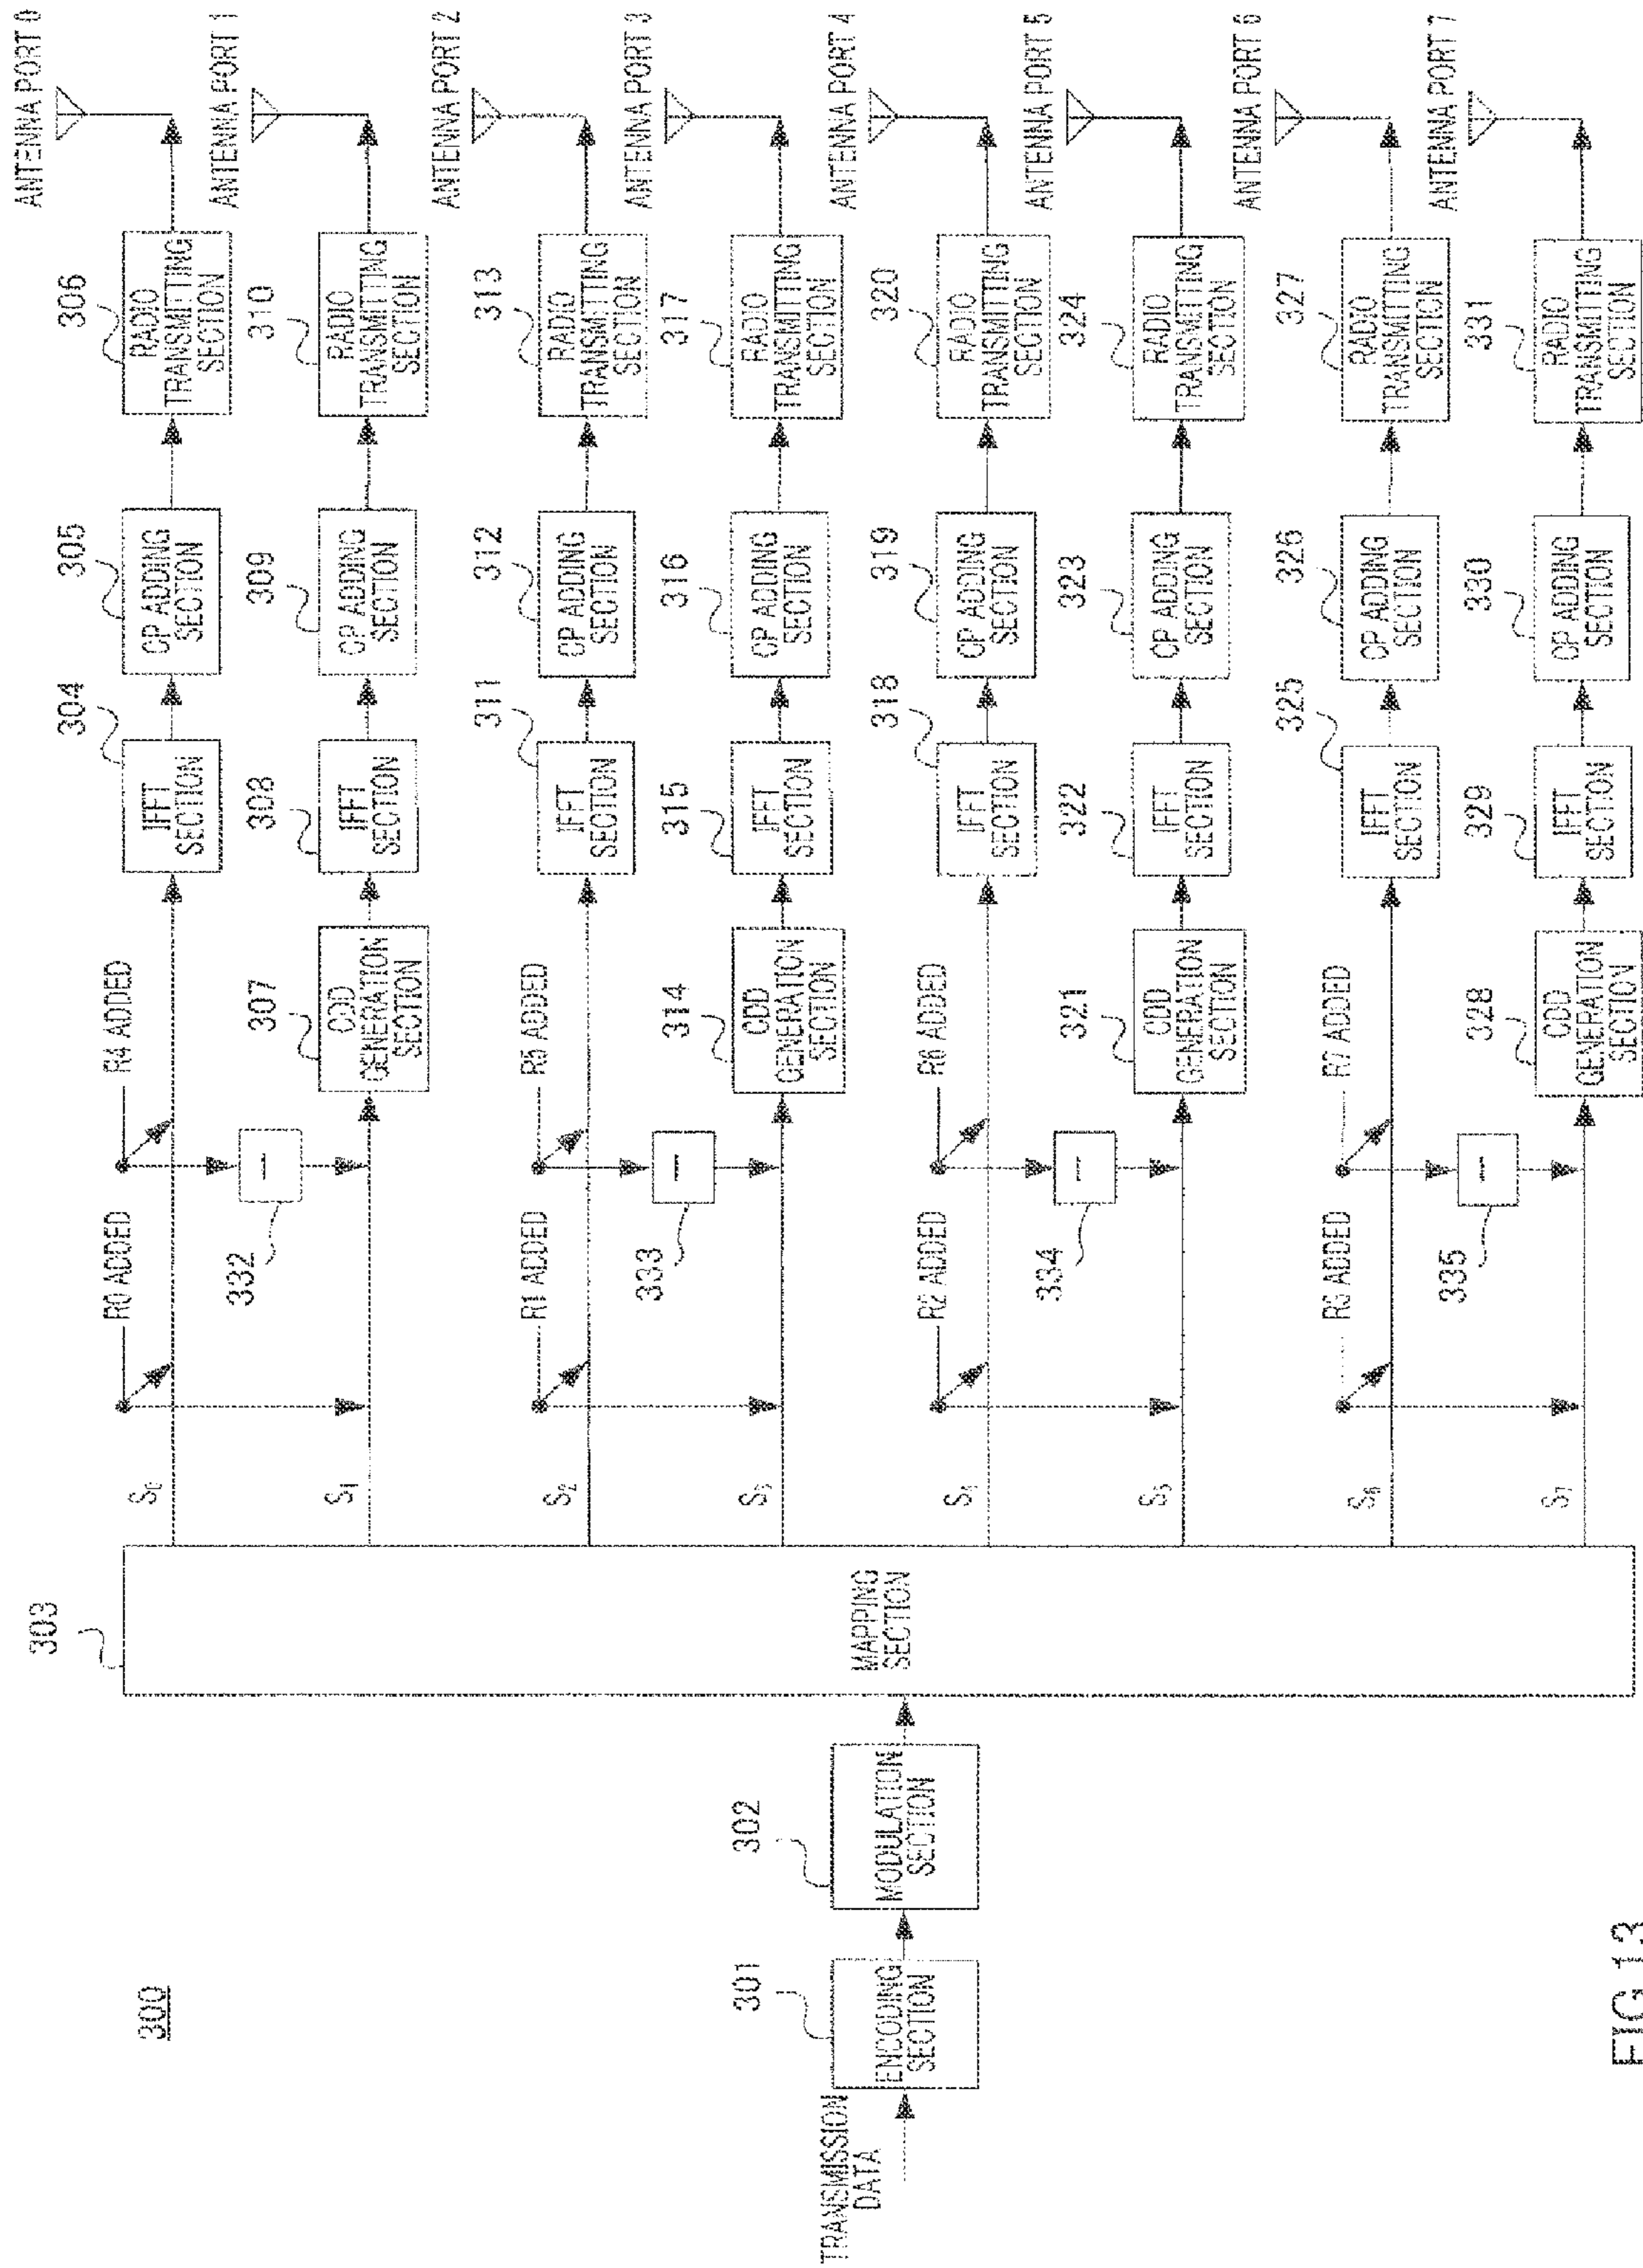 300
TRANSMISSION
DATA
301
ENCODING
SECTION
302
MODULATION
SECTION
303
MAPPING
SECTION
S0
R0 ADDED
R4 ADDED
304
IFFT
SECTION
305
CP ADDING
SECTION
306
RADIO
TRANSMITTING
SECTION
ANTENNA PORT 0
332
–
S1
307
CDD
GENERATION
SECTION
308
IFFT
SECTION
309
CP ADDING
SECTION
310
RADIO
TRANSMITTING
SECTION
ANTENNA PORT 1
S2
R1 ADDED
R5 ADDED
311
IFFT
SECTION
312
CP ADDING
SECTION
313
RADIO
TRANSMITTING
SECTION
ANTENNA PORT 2
333
–
S3
314
CDD
GENERATION
SECTION
315
IFFT
SECTION
316
CP ADDING
SECTION
317
RADIO
TRANSMITTING
SECTION
ANTENNA PORT 3
S4
R2 ADDED
R6 ADDED
318
IFFT
SECTION
319
CP ADDING
SECTION
320
RADIO
TRANSMITTING
SECTION
ANTENNA PORT 4
334
–
S5
321
CDD
GENERATION
SECTION
322
IFFT
SECTION
323
CP ADDING
SECTION
324
RADIO
TRANSMITTING
SECTION
ANTENNA PORT 5
S6
R3 ADDED
R7 ADDED
325
IFFT
SECTION
326
CP ADDING
SECTION
327
RADIO
TRANSMITTING
SECTION
ANTENNA PORT 6
335
–
S7
328
CDD
GENERATION
SECTION
329
IFFT
SECTION
330
CP ADDING
SECTION
331
RADIO
TRANSMITTING
SECTION
ANTENNA PORT 7
FIG.13